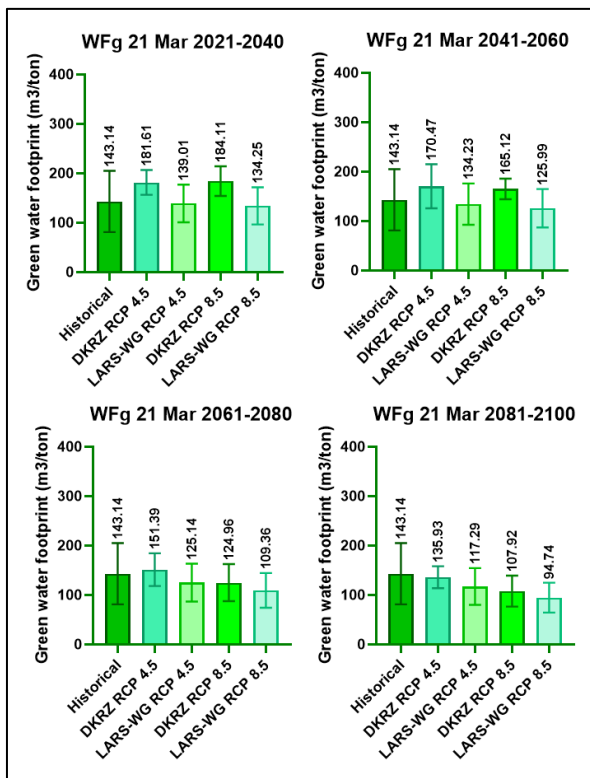 WFg 21 Mar 2021-2040
Green water footprint (m3/ton)
400
300
200
100
0
143.14
181.61
139.01
184.11
134.25
Historical
DKRZ RCP 4.5
LARS-WG RCP 4.5
DKRZ RCP 8.5
LARS-WG RCP 8.5
WFg 21 Mar 2041-2060
Green water footprint (m3/ton)
400
300
200
100
0
143.14
170.47
134.23
165.12
125.99
Historical
DKRZ RCP 4.5
LARS-WG RCP 4.5
DKRZ RCP 8.5
LARS-WG RCP 8.5
WFg 21 Mar 2061-2080
Green water footprint (m3/ton)
400
300
200
100
0
143.14
151.39
125.14
124.96
109.36
Historical
DKRZ RCP 4.5
LARS-WG RCP 4.5
DKRZ RCP 8.5
LARS-WG RCP 8.5
WFg 21 Mar 2081-2100
Green water footprint (m3/ton)
400
300
200
100
0
143.14
135.93
117.29
107.92
94.74
Historical
DKRZ RCP 4.5
LARS-WG RCP 4.5
DKRZ RCP 8.5
LARS-WG RCP 8.5